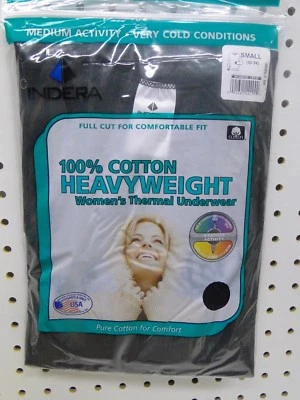 MEDIUM ACTIVITY - VERY COLD CONDITIONS
SMALL
INDERA
FULL CUT FOR COMFORTABLE FIT
100% COTTON
HEAVYWEIGHT
Women's Thermal Underwear
USA
Pure Cotton for Comfort